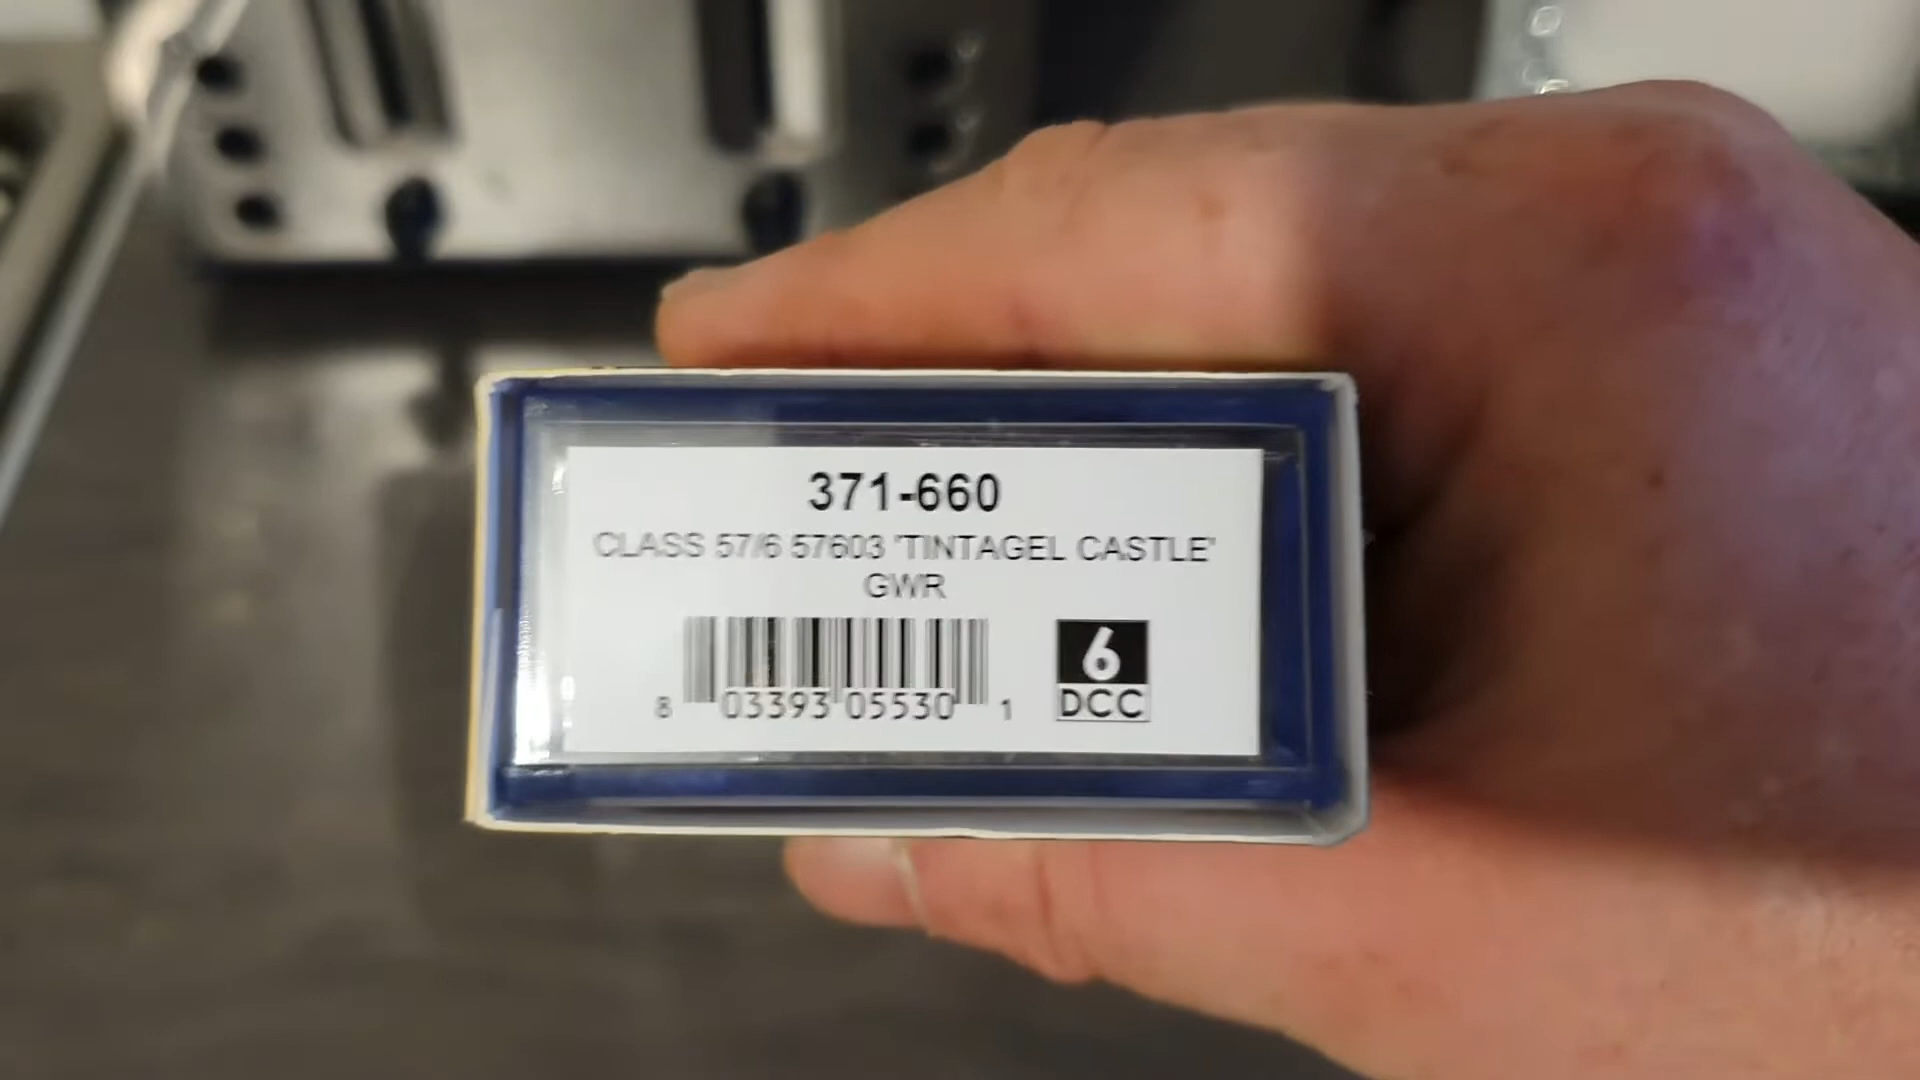 371-660
CLASS 57/6 57603 'TINTAGEL CASTLE'
GWR
8 03393 05530 1
6
DCC